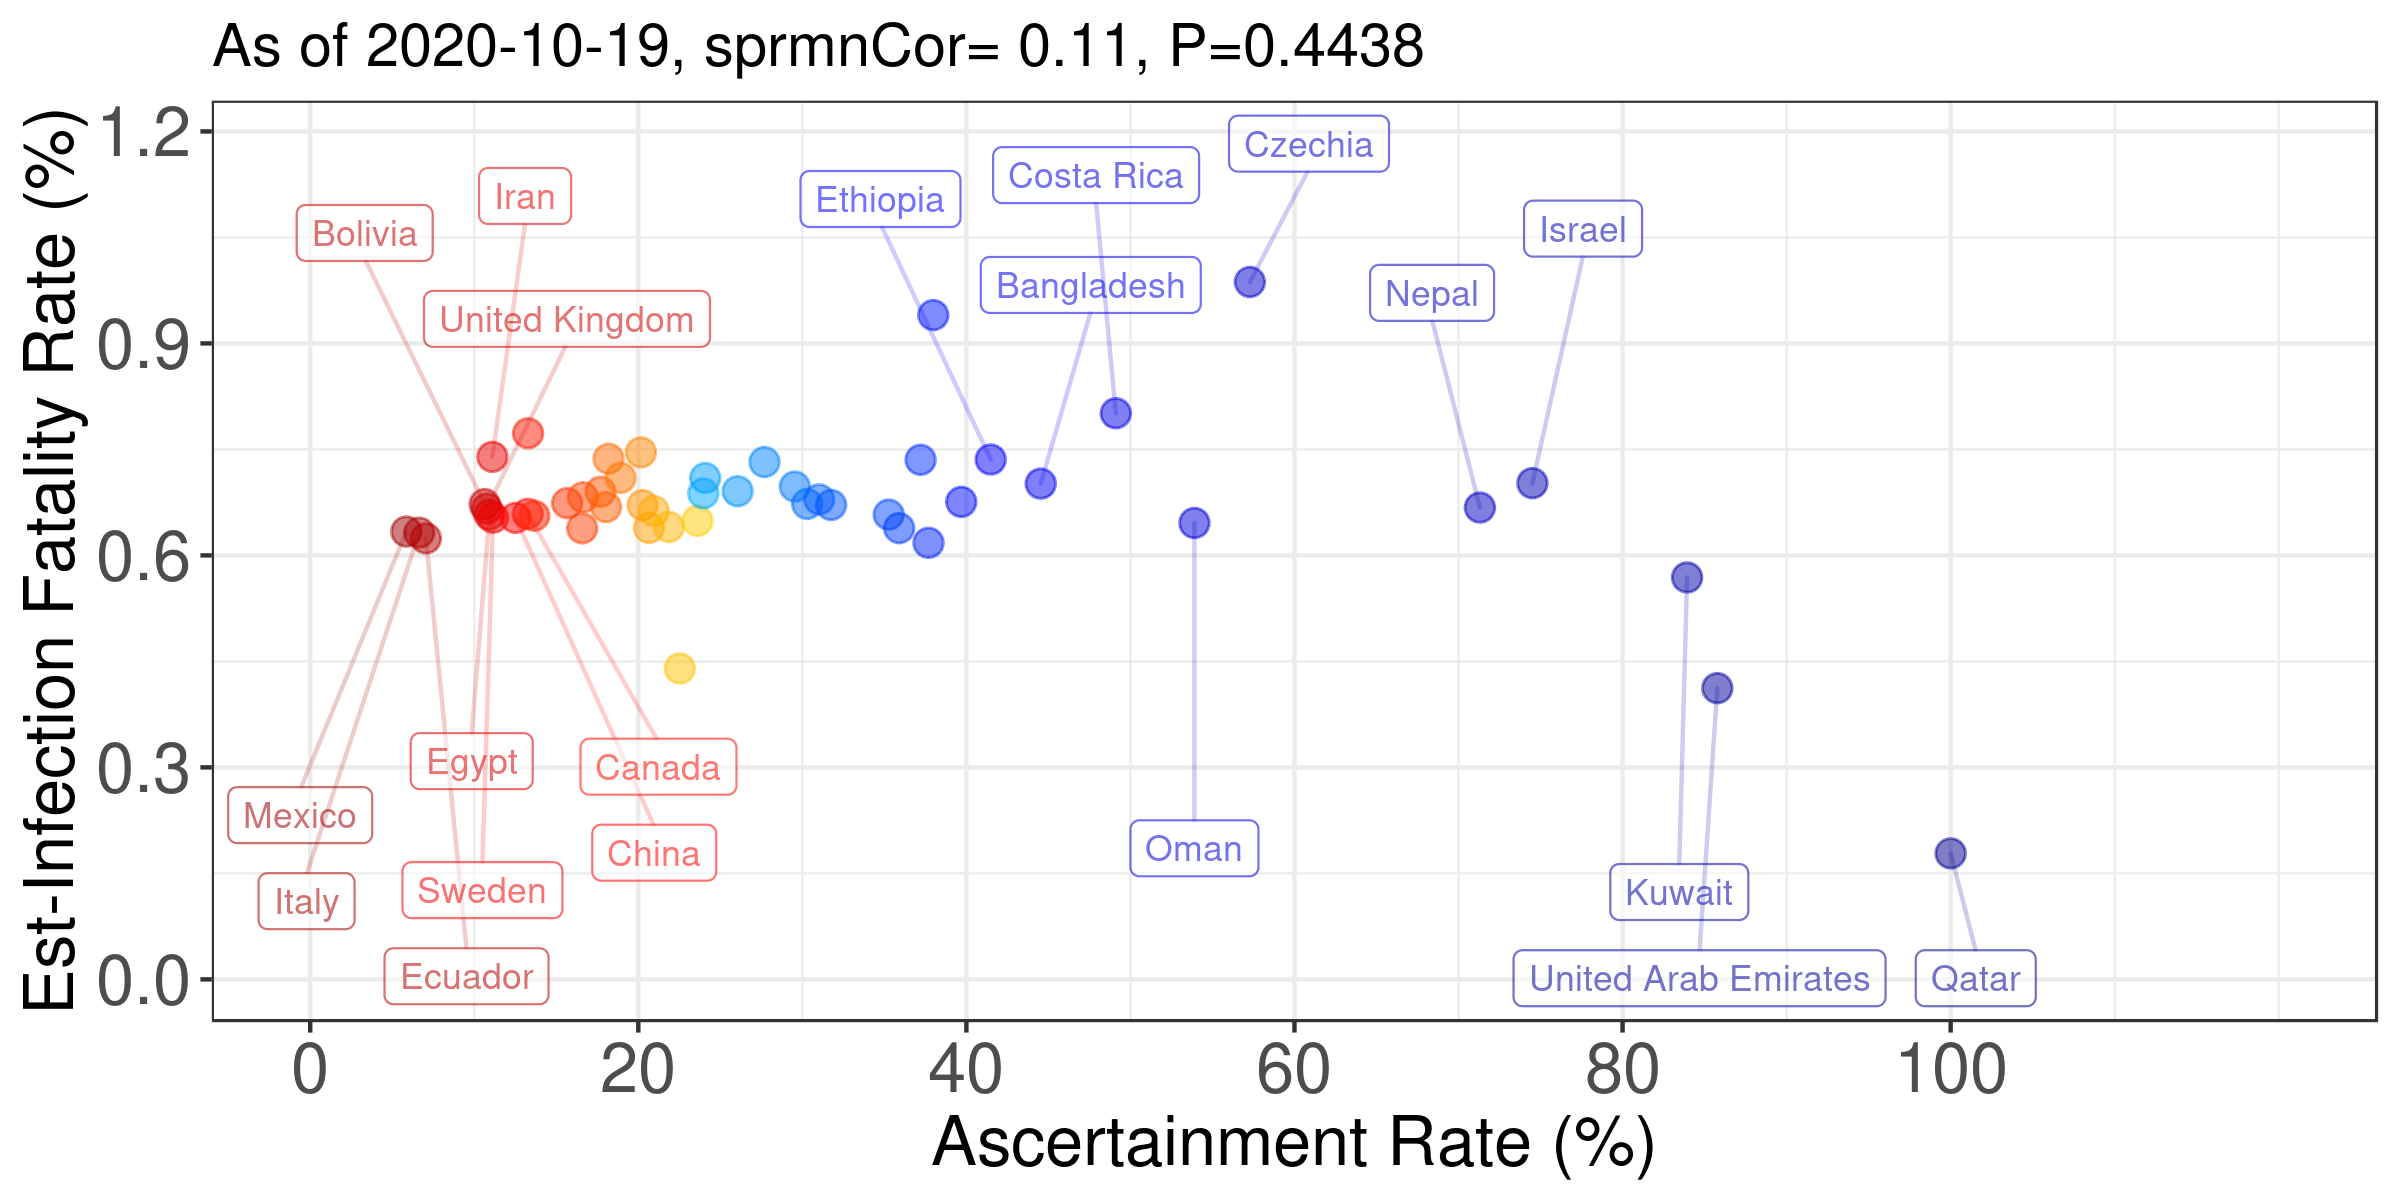 As of 2020-10-19, sprmnCor= 0.11, P=0.4438
Est-Infection Fatality Rate (%)
1.2
0.9
0.6
0.3
0.0
Czechia
Costa Rica
Iran
Ethiopia
Bolivia
Israel
Bangladesh
Nepal
United Kingdom
Egypt
Canada
Mexico
Oman
China
Sweden
Kuwait
Italy
Ecuador
United Arab Emirates
Qatar
0 20 40 60 80 100
Ascertainment Rate (%)